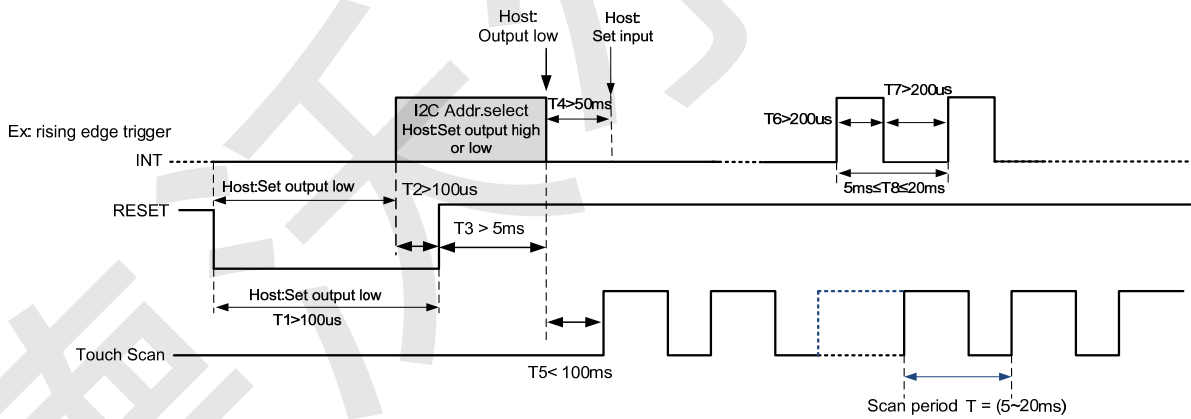 Host:
Output low
Host:
Set input
Ex: rising edge trigger
I2C Addr.select
Host:Set output high
or low
T4>50ms
T6>200us
T7>200us
INT
Host:Set output low
T2>100us
5ms≤T8≤20ms
RESET
T3 > 5ms
Host:Set output low
T1>100us
Touch Scan
T5< 100ms
Scan period T = (5~20ms)